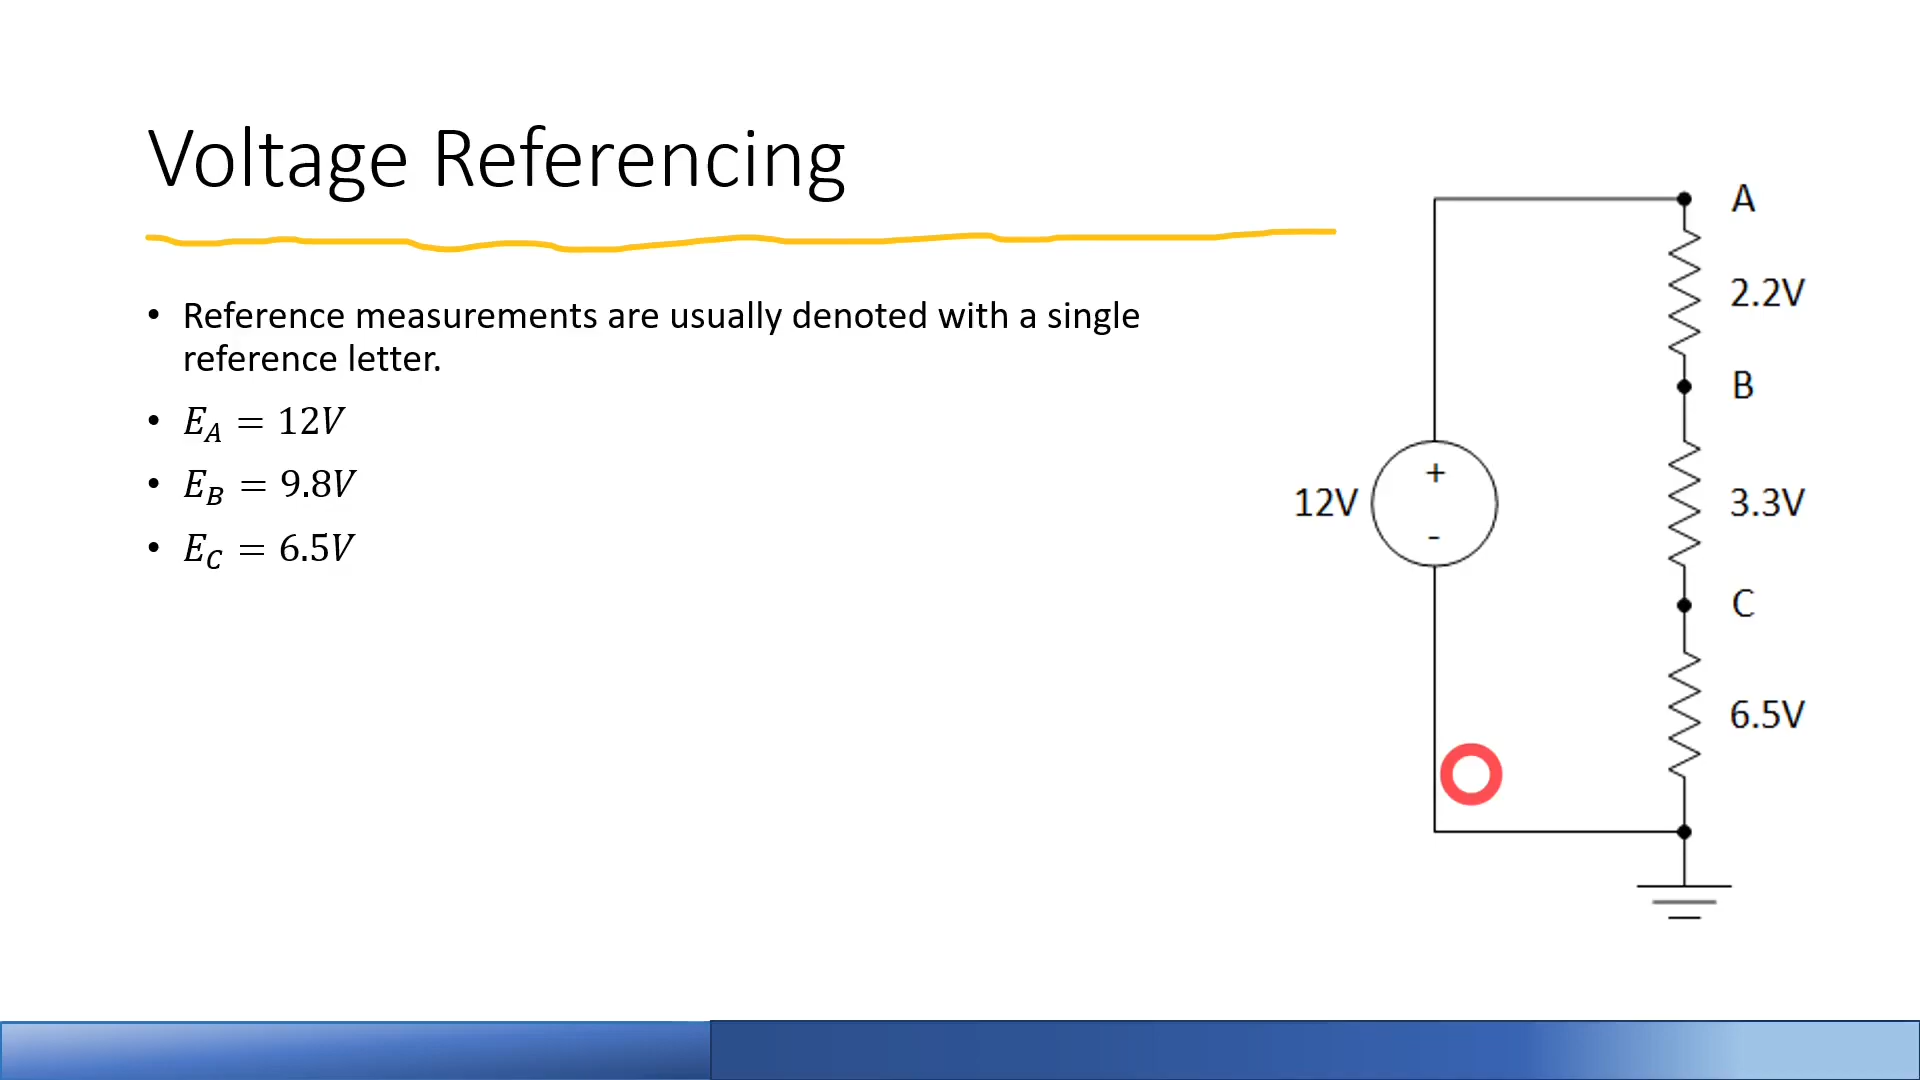 Voltage Referencing
• Reference measurements are usually denoted with a single
reference letter.
• E_A = 12V
• E_B = 9.8V
• E_C = 6.5V
A
2.2V
B
12V
+
-
3.3V
C
6.5V